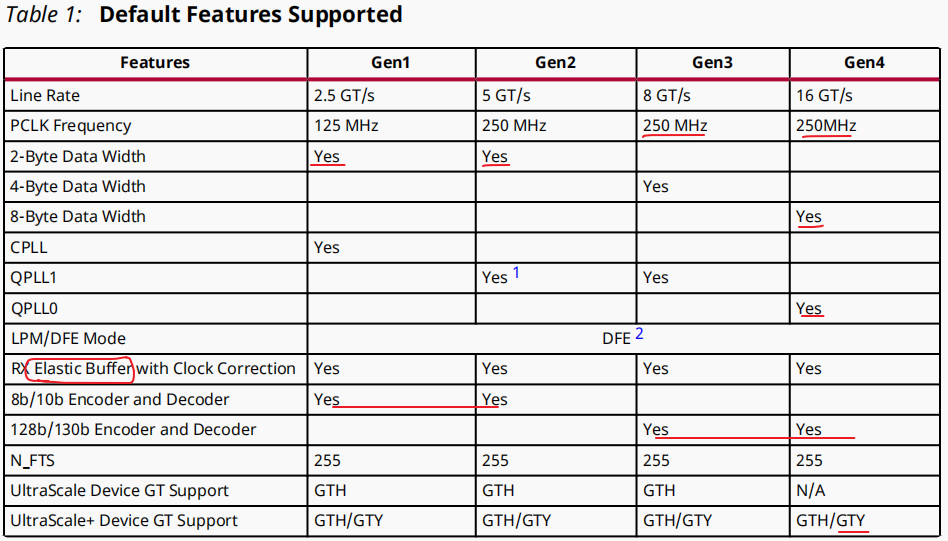 Table 1: Default Features Supported
Features Gen1 Gen2 Gen3 Gen4
Line Rate 2.5 GT/s 5 GT/s 8 GT/s 16 GT/s
PCLK Frequency 125 MHz 250 MHz 250 MHz 250MHz
2-Byte Data Width Yes Yes
4-Byte Data Width Yes
8-Byte Data Width Yes
CPLL Yes
QPLL1 Yes 1 Yes
QPLL0 Yes
LPM/DFE Mode DFE 2
RX Elastic Buffer with Clock Correction Yes Yes Yes Yes
8b/10b Encoder and Decoder Yes Yes
128b/130b Encoder and Decoder Yes Yes
N_FTS 255 255 255 255
UltraScale Device GT Support GTH GTH GTH N/A
UltraScale+ Device GT Support GTH/GTY GTH/GTY GTH/GTY GTH/GTY